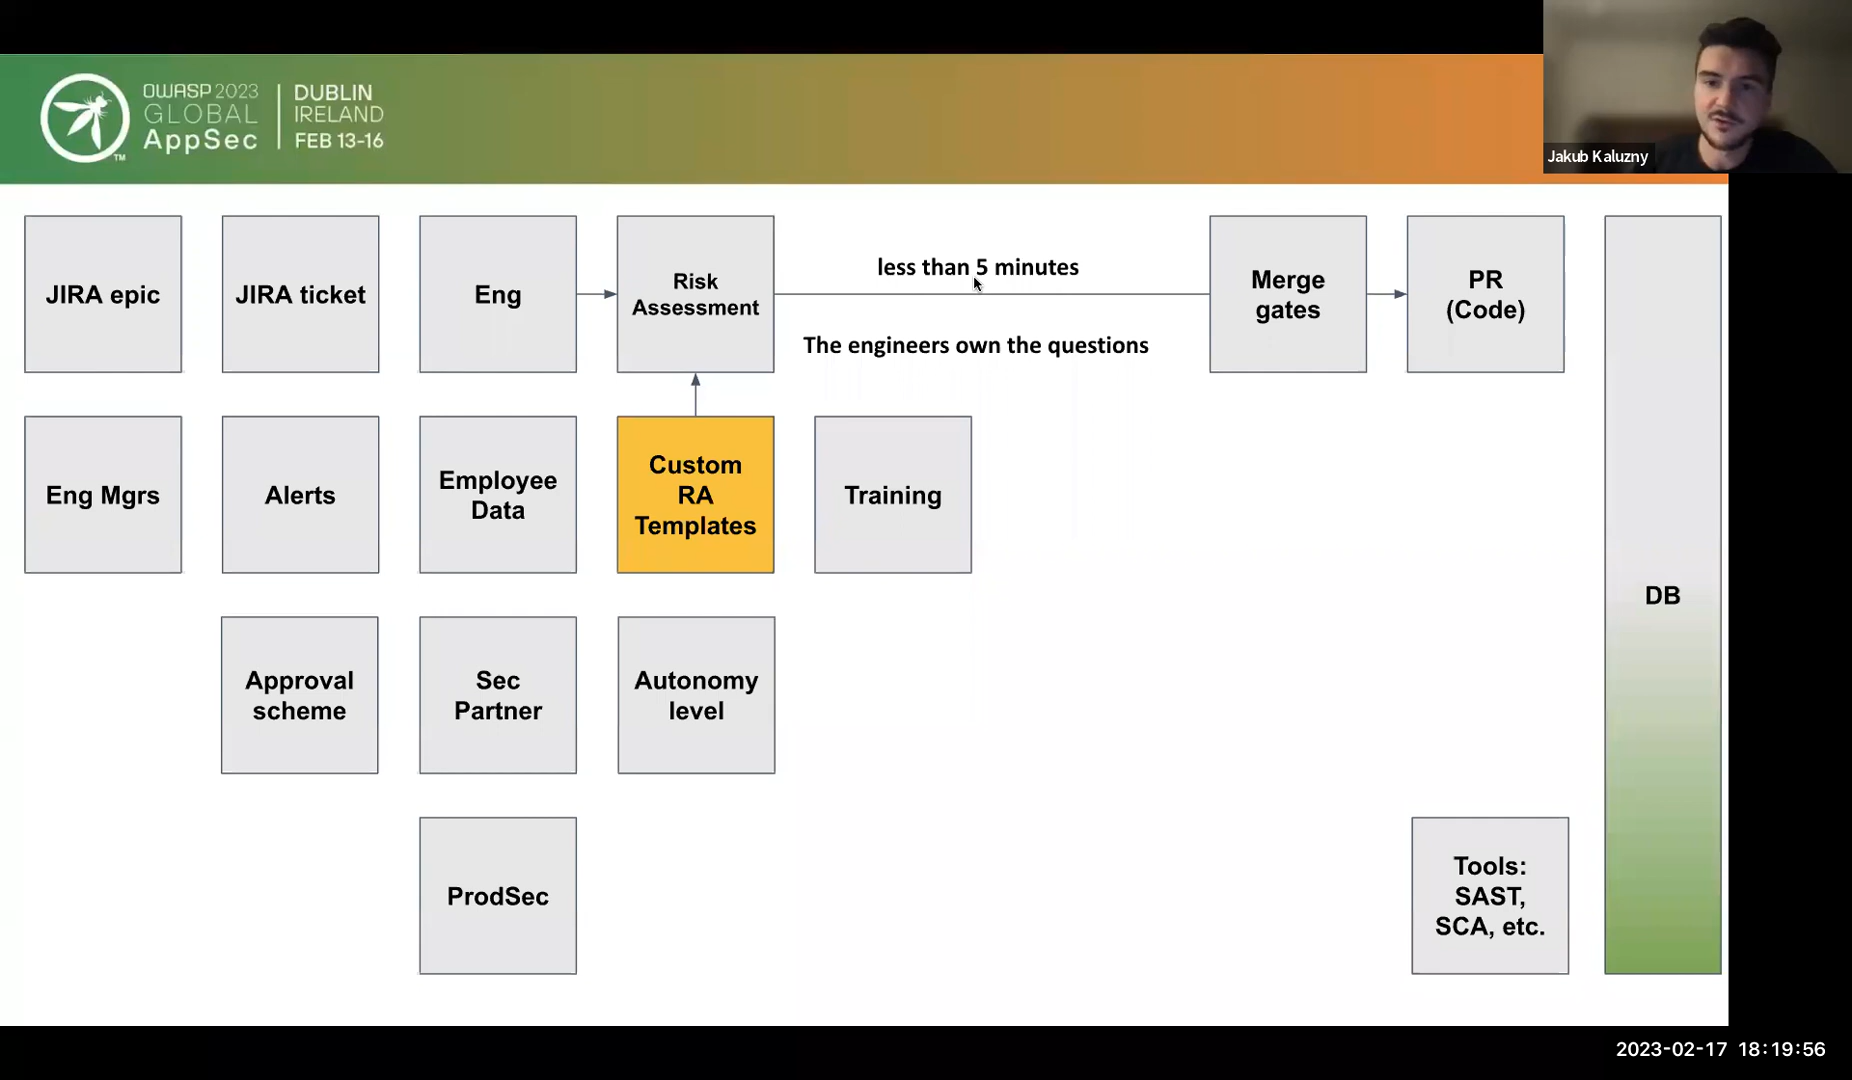 OWASP 2023
GLOBAL
AppSec
TM
DUBLIN
IRELAND
FEB 13-16
Jakub Kaluzny
JIRA epic
JIRA ticket
Eng
Risk
Assessment
less than 5 minutes
The engineers own the questions
Merge
gates
PR
(Code)
Eng Mgrs
Alerts
Employee
Data
Custom
RA
Templates
Training
DB
Approval
scheme
Sec
Partner
Autonomy
level
ProdSec
Tools:
SAST,
SCA, etc.
2023-02-17 18:19:56